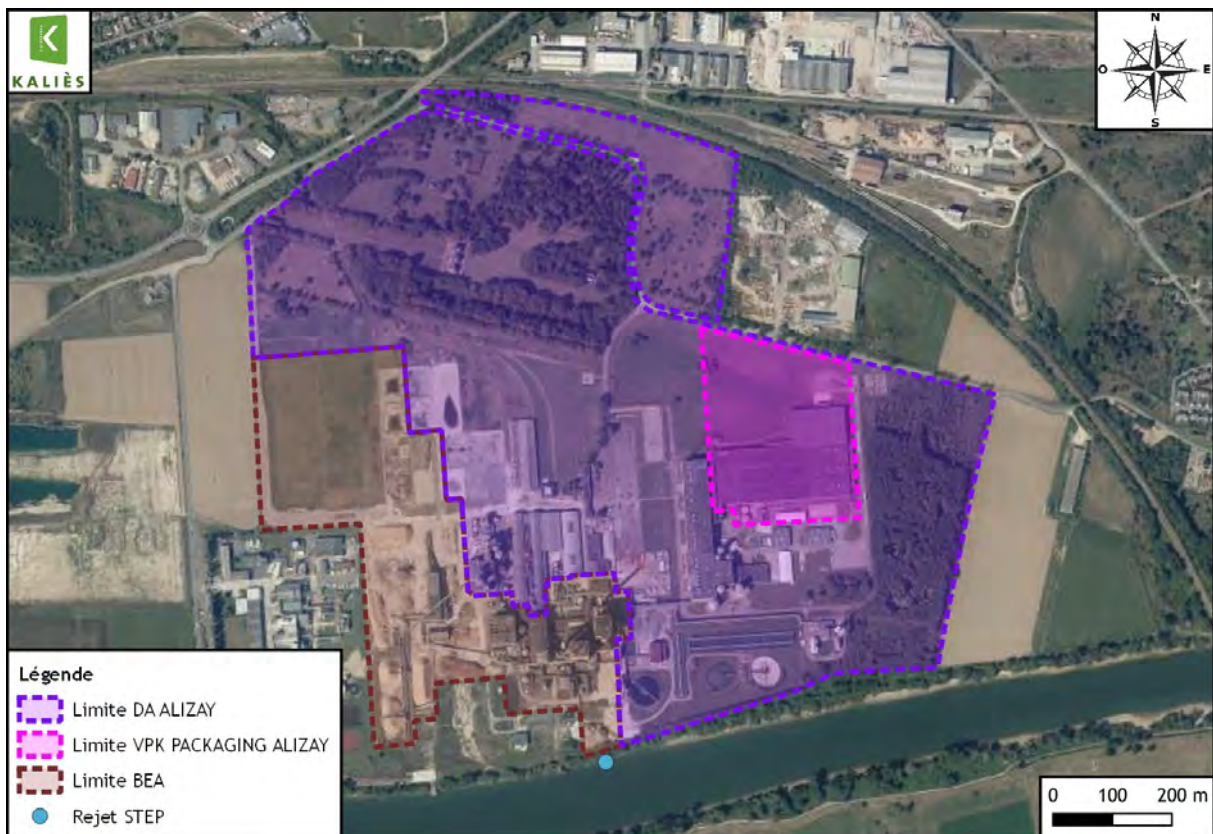 KALIÈS
N
O
E
S
Légende
Limite DA ALIZAY
Limite VPK PACKAGING ALIZAY
Limite BEA
Rejet STEP
0 100 200 m